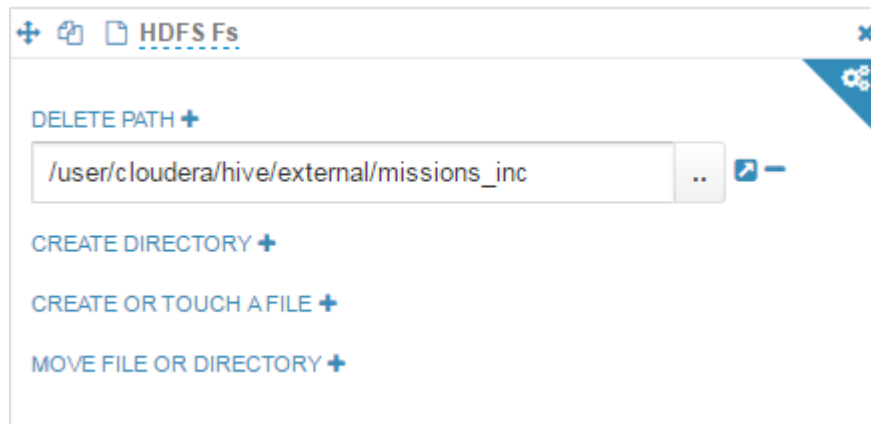 HDFS Fs
DELETE PATH
/user/cloudera/hive/external/missions_inc ..
CREATE DIRECTORY
CREATE OR TOUCH A FILE
MOVE FILE OR DIRECTORY